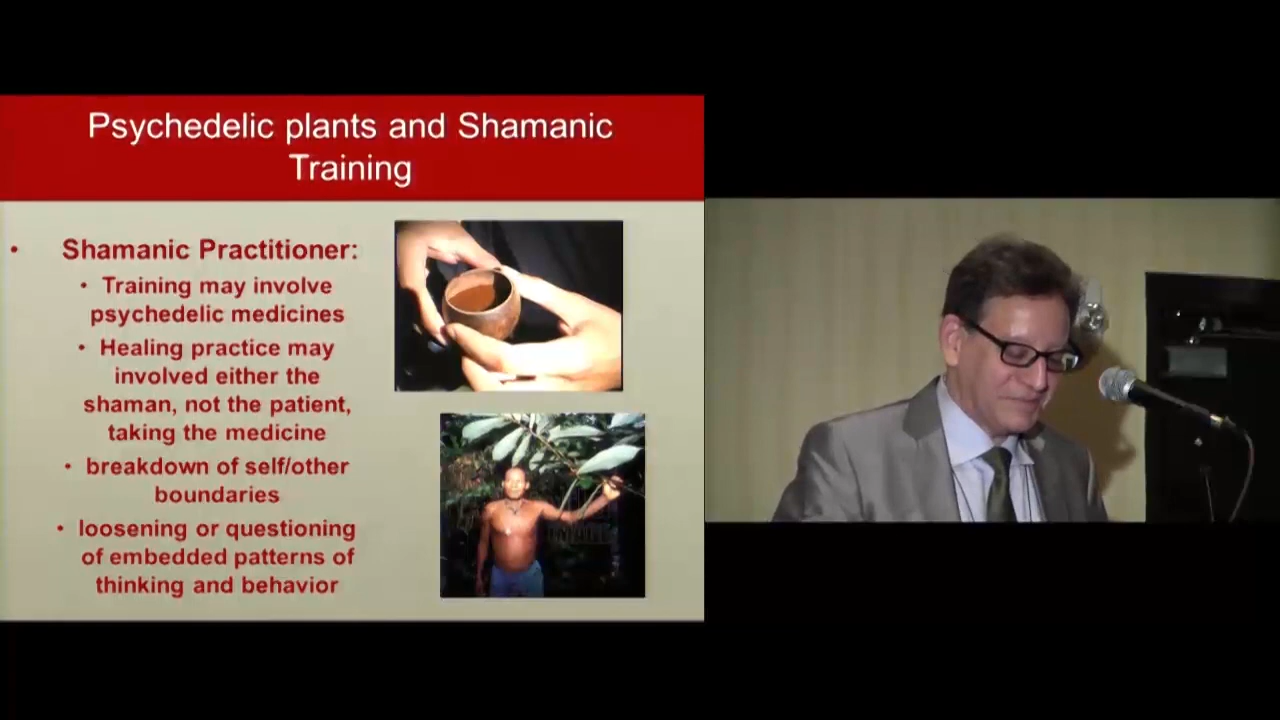 Psychedelic plants and Shamanic
Training
• Shamanic Practitioner:
• Training may involve
psychedelic medicines
• Healing practice may
involved either the
shaman, not the patient,
taking the medicine
• breakdown of self/other
boundaries
• loosening or questioning
of embedded patterns of
thinking and behavior